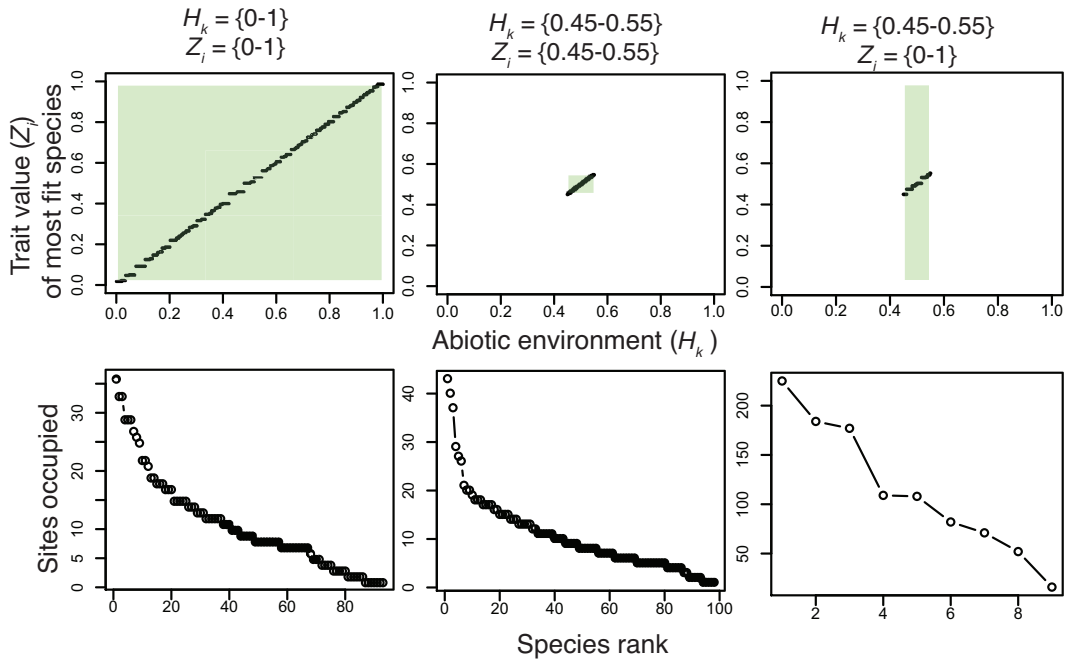 H_k = {0-1}
Z_i = {0-1}
H_k = {0.45-0.55}
Z_i = {0.45-0.55}
H_k = {0.45-0.55}
Z_i = {0-1}
Trait value (Z_i)
of most fit species
0.0 0.2 0.4 0.6 0.8 1.0
0.0 0.2 0.4 0.6 0.8 1.0
0.0 0.2 0.4 0.6 0.8 1.0
0.0 0.2 0.4 0.6 0.8 1.0
0.0 0.2 0.4 0.6 0.8 1.0
0.0 0.2 0.4 0.6 0.8 1.0
Abiotic environment (H_k)
Sites occupied
0 5 10 20 30
0 20 40 60 80
0 10 20 30 40
0 20 40 60 80 100
50 100 150 200
2 4 6 8
Species rank